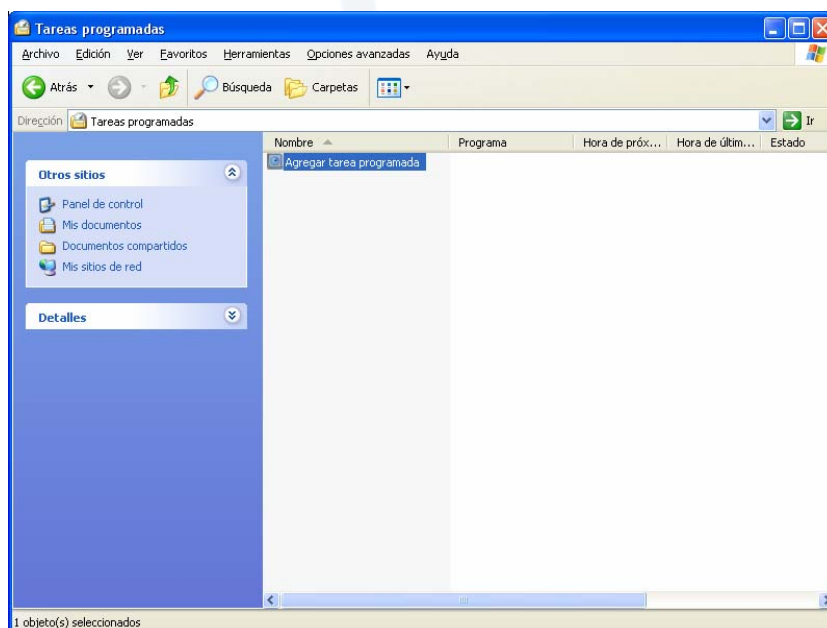 Tareas programadas
Archivo Edición Ver Favoritos Herramientas Opciones avanzadas Ayuda
Atrás Búsqueda Carpetas
Dirección Tareas programadas Ir
Nombre Programa Hora de próx... Hora de últim... Estado
Agregar tarea programada
Otros sitios
Panel de control
Mis documentos
Documentos compartidos
Mis sitios de red
Detalles
1 objeto(s) seleccionados